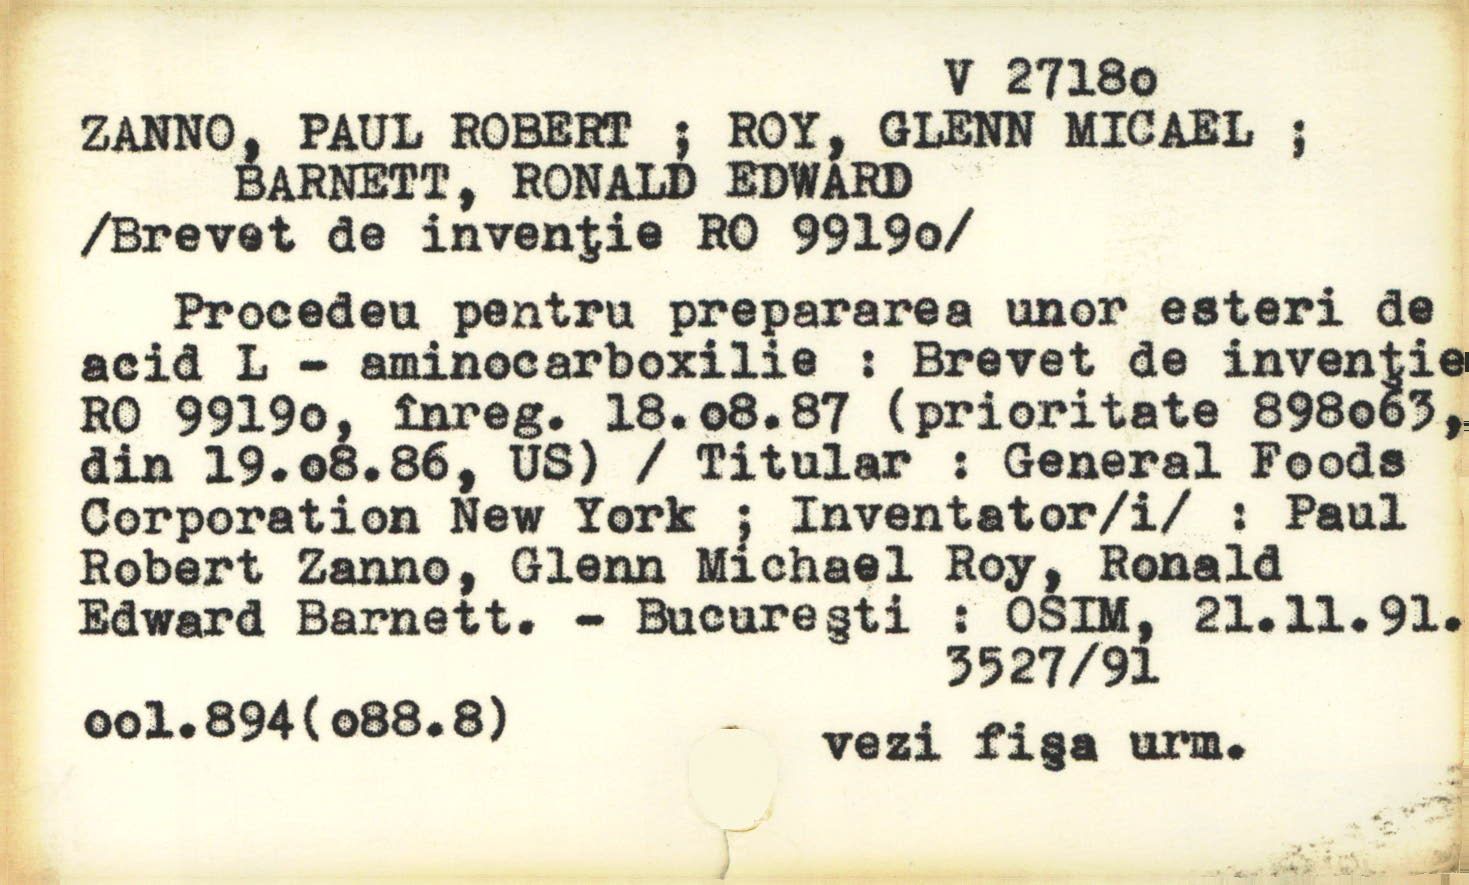 V 2718o
ZANNO, PAUL ROBERT ; ROY, GLENN MICAEL ;
BARNETT, RONALD EDWARD
/Brevet de invenţie RO 9919o/
Procedeu pentru prepararea unor esteri de
acid L - aminocarboxilie : Brevet de invenţie
RO 9919o, înreg. 18.o8.87 (prioritate 898o63,
din 19.o8.86, US) / Titular : General Foods
Corporation New York ; Inventator/i/ : Paul
Robert Zanno, Glenn Michael Roy, Ronald
Edward Barnett. - Bucureşti : OSIM, 21.11.91.
3527/91
oo1.894(o88.8)
vezi fişa urm.